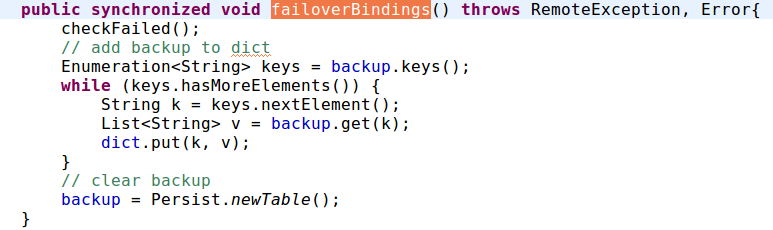 public synchronized void failoverBindings() throws RemoteException, Error{
    checkFailed();
    // add backup to dict
    Enumeration<String> keys = backup.keys();
    while (keys.hasMoreElements()) {
        String k = keys.nextElement();
        List<String> v = backup.get(k);
        dict.put(k, v);
    }
    // clear backup
    backup = Persist.newTable();
}